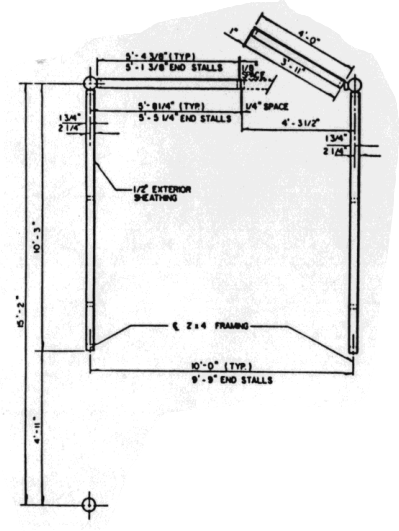 4'-0"
1"
3'-11"
5'-4 3/8" (TYP.)
5'-1 3/8" END STALLS
1/8"
SPACE
5'-8 1/4" (TYP.)
5'-5 1/4" END STALLS
1/4" SPACE
4'-3 1/2"
1 3/4"
2 1/4"
1 3/4"
2 1/4"
1/2" EXTERIOR
SHEATHING
10'-3"
15'-2"
℄ 2x4 FRAMING
10'-0" (TYP.)
9'-9" END STALLS
4'-11"